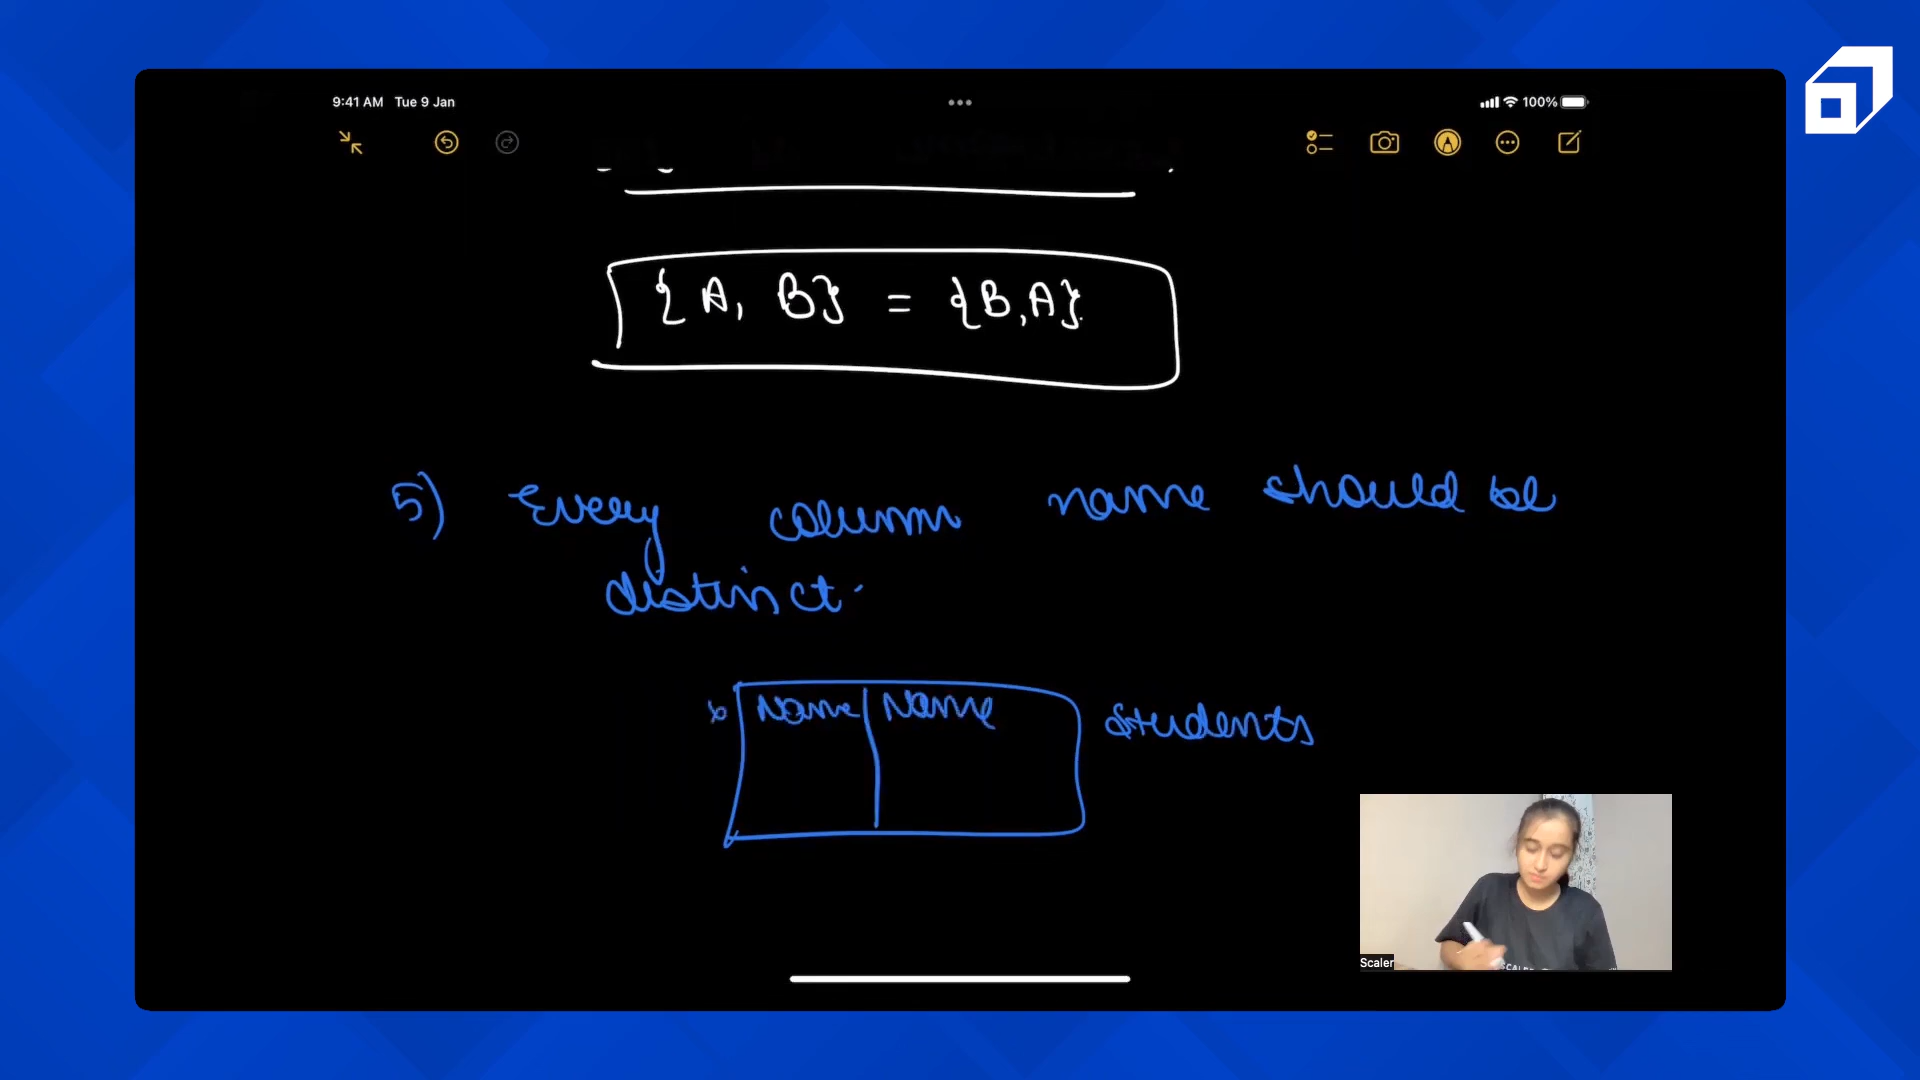 9:41 AM Tue 9 Jan
100%
{A, B} = {B,A}
5) Every column name should be
distinct.
Name Name
Students
Scaler